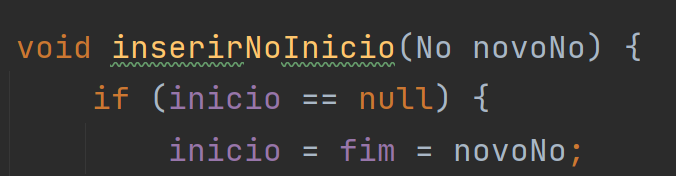 void inserirNoInicio(No novoNo) {
if (inicio == null) {
inicio = fim = novoNo;